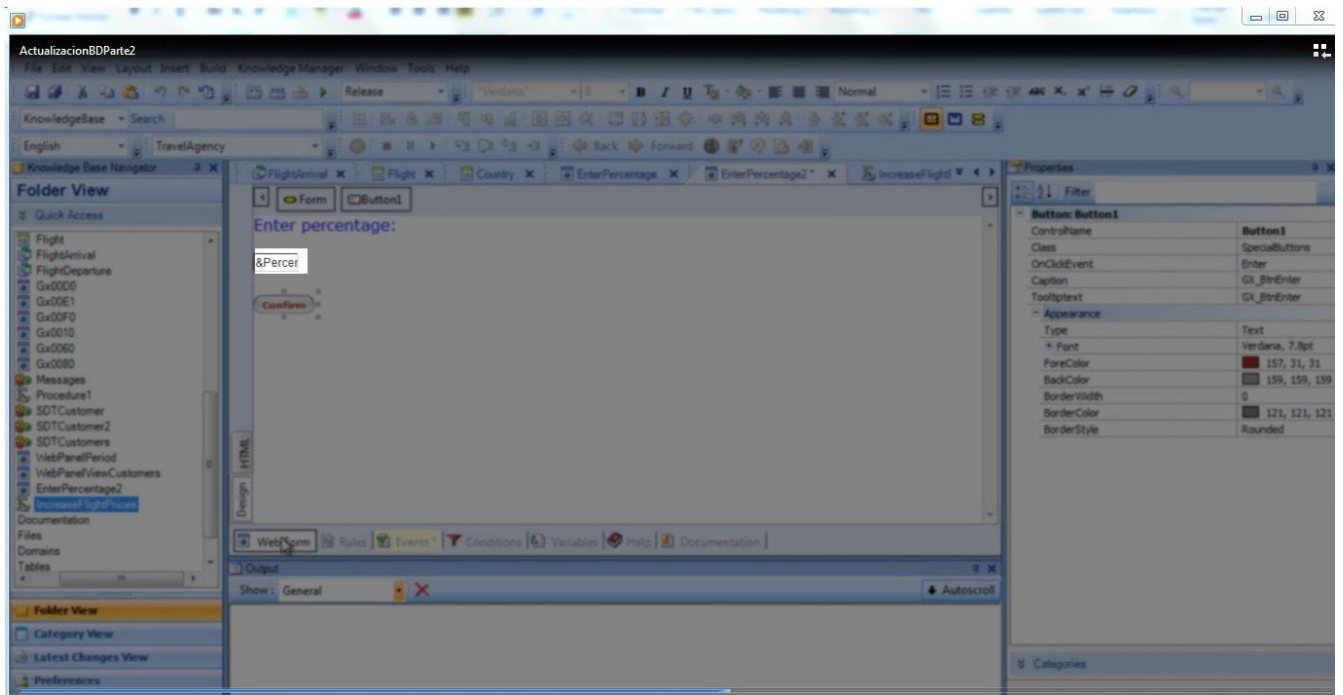 ActualizacionBDParte2
File Edit View Layout Insert Build Knowledge Manager Window Tools Help
Release "Verdana" 8 B I U Normal
KnowledgeBase Search
English TravelAgency Back Forward
Knowledge Base Navigator
FlightArrival Flight Country EnterPercentage EnterPercentage2* IncreaseFlightI
Properties
Folder View
Form Button1
Filter
Quick Access
Enter percentage:
&Percer
Confirm
Flight
FlightArrival
FlightDeparture
Gx00D0
Gx00E1
Gx00F0
Gx0010
Gx0060
Gx0080
Messages
Procedure1
SDTCustomer
SDTCustomer2
SDTCustomers
WebPanelPeriod
WebPanelViewCustomers
EnterPercentage2
IncreaseFlightPrices
Documentation
Files
Domains
Tables
Folder View
Category View
Latest Changes View
Preferences
HTML
Design
Web Form Rules Events * Conditions Variables Help Documentation
Output
Show: General Autoscroll
Button: Button1
ControlName Button1
Class SpecialButtons
OnClickEvent Enter
Caption GX_BtnEnter
Tooltiptext GX_BtnEnter
Appearance
Type Text
Font Verdana, 7.8pt
ForeColor 157, 31, 31
BackColor 159, 159, 159
BorderWidth 0
BorderColor 121, 121, 121
BorderStyle Rounded
Categories